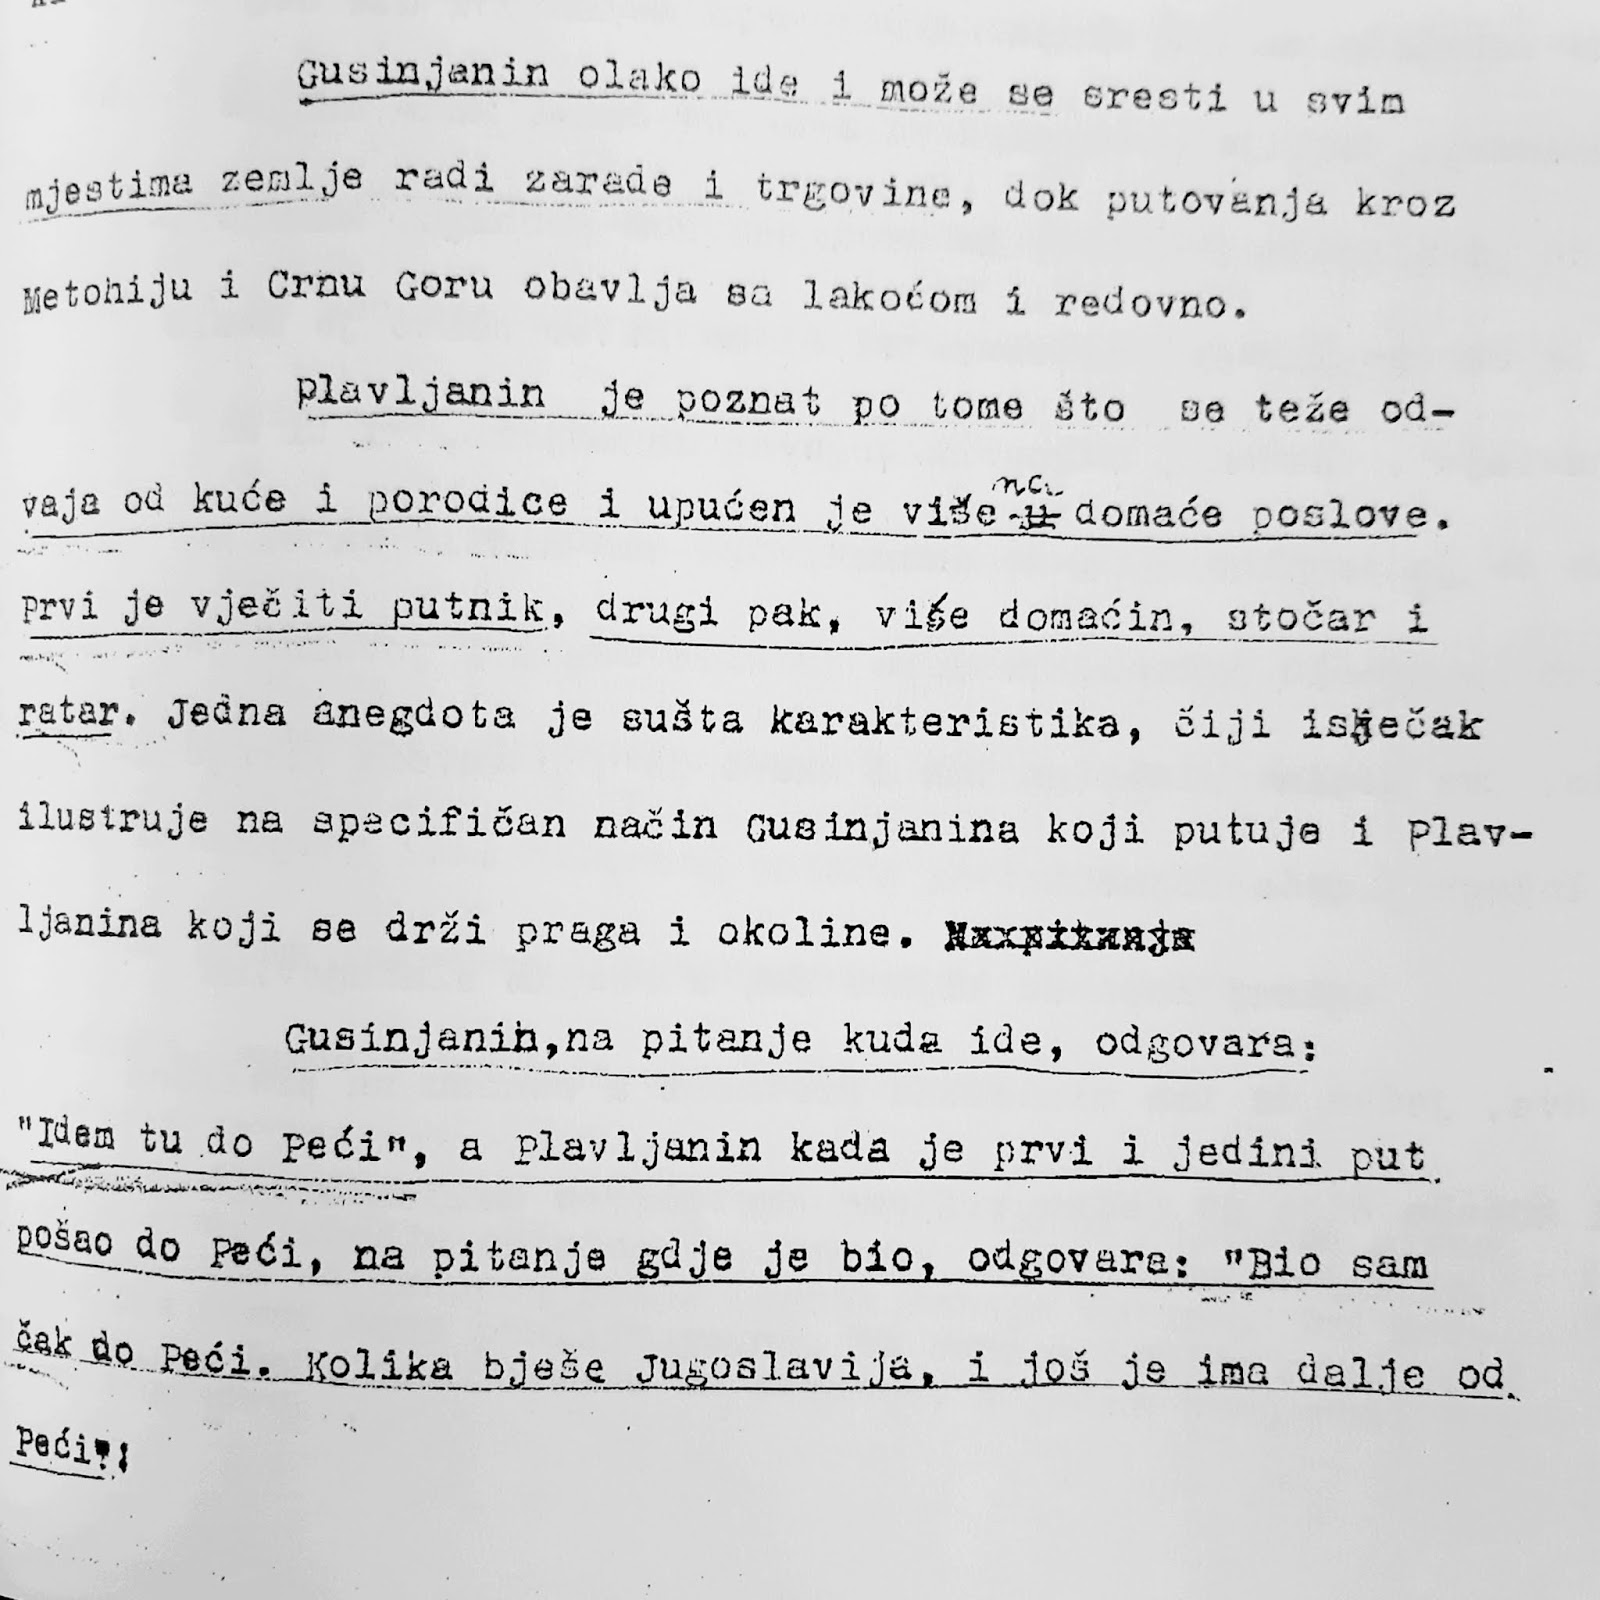 Gusinjanin olako ide i može se sresti u svim
mjestima zemlje radi zarade i trgovine, dok putovanja kroz
Metohiju i Crnu Goru obavlja sa lakoćom i redovno.
Plavljanin je poznat po tome što se teže od-
vaja od kuće i porodice i upućen je više na domaće poslove.
Prvi je vječiti putnik, drugi pak, više domaćin, stočar i
ratar. Jedna anegdota je sušta karakteristika, čiji isječak
ilustruje na specifičan način Gusinjanina koji putuje i Plav-
ljanina koji se drži praga i okoline.
Gusinjanin,na pitanje kuda ide, odgovara:
"Idem tu do Peći", a Plavljanin kada je prvi i jedini put
pošao do Peći, na pitanje gdje je bio, odgovara: "Bio sam
čak do Peći. Kolika bješe Jugoslavija, i još je ima dalje od
Peći"!